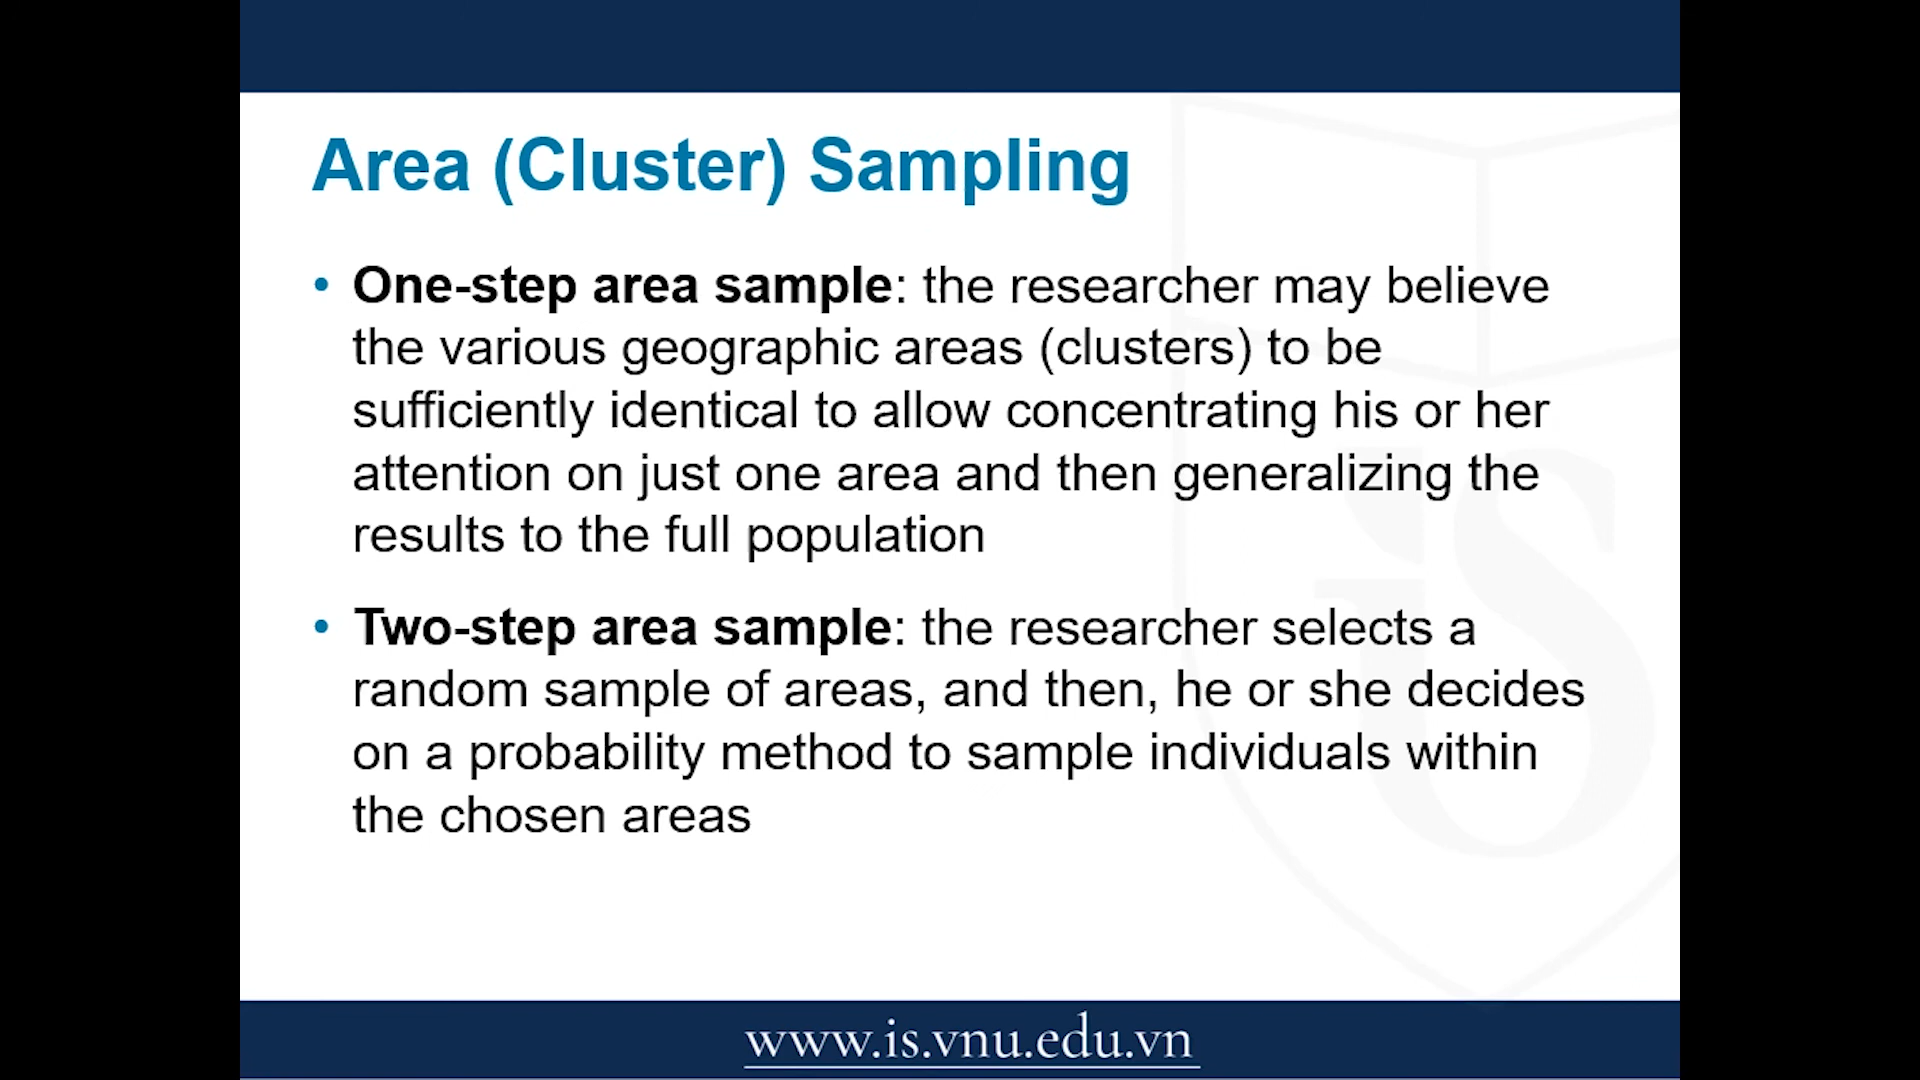 Area (Cluster) Sampling
• One-step area sample: the researcher may believe
the various geographic areas (clusters) to be
sufficiently identical to allow concentrating his or her
attention on just one area and then generalizing the
results to the full population
• Two-step area sample: the researcher selects a
random sample of areas, and then, he or she decides
on a probability method to sample individuals within
the chosen areas
iS
www.is.vnu.edu.vn